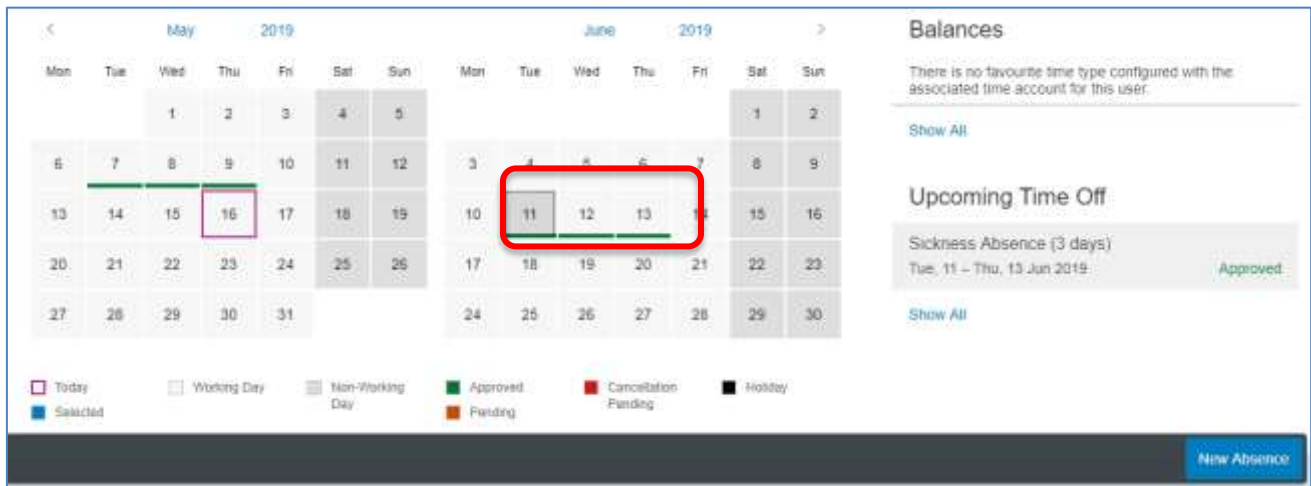 May 2019
June 2019
Mon Tue Wed Thu Fri Sat Sun
Mon Tue Wed Thu Fri Sat Sun
1 2 3 4 5
1 2
6 7 8 9 10 11 12
3 4 5 6 7 8 9
13 14 15 16 17 18 19
10 11 12 13 14 15 16
20 21 22 23 24 25 26
17 18 19 20 21 22 23
27 28 29 30 31
24 25 26 27 28 29 30
Today
Working Day
Non-Working
Day
Approved
Cancellation
Pending
Holiday
Selected
Pending
Balances
There is no favourite time type configured with the
associated time account for this user.
Show All
Upcoming Time Off
Sickness Absence (3 days)
Tue, 11 – Thu, 13 Jun 2019 Approved
Show All
New Absence